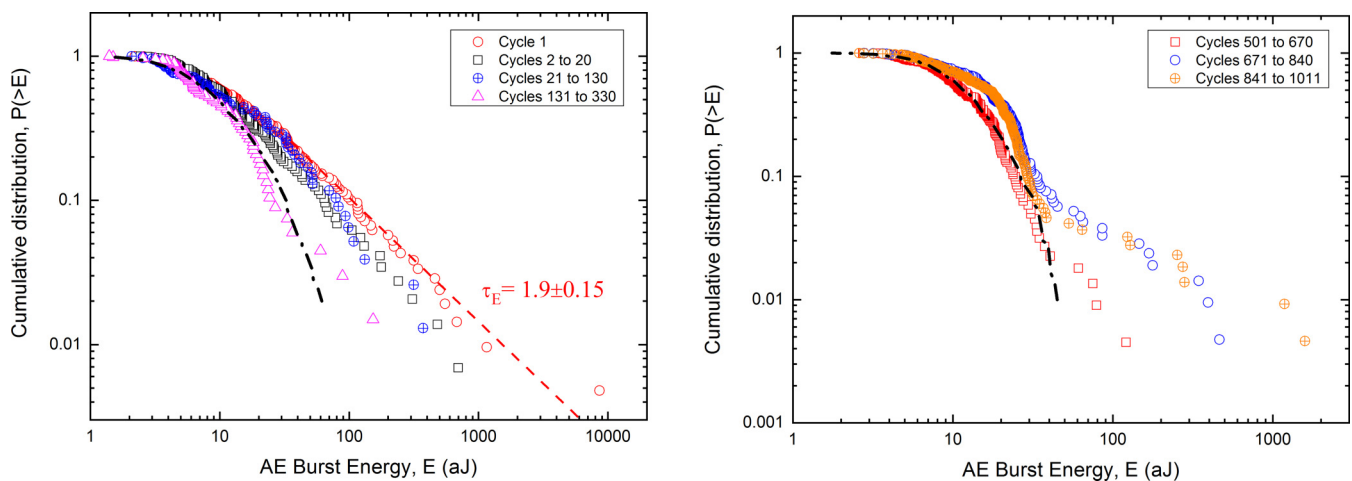 Cumulative distribution, P(>E)
1
0.1
0.01
Cycle 1
Cycles 2 to 20
Cycles 21 to 130
Cycles 131 to 330
τE= 1.9±0.15
1 10 100 1000 10000
AE Burst Energy, E (aJ)
Cumulative distribution, P(>E)
1
0.1
0.01
0.001
Cycles 501 to 670
Cycles 671 to 840
Cycles 841 to 1011
1 10 100 1000
AE Burst Energy, E (aJ)